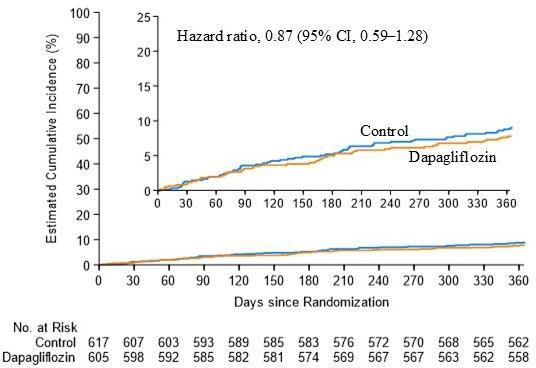 Estimated Cumulative Incidence (%)
100
90
80
70
60
50
40
30
20
10
0
25
20
15
10
5
0
Hazard ratio, 0.87 (95% CI, 0.59–1.28)
Control
Dapagliflozin
0 30 60 90 120 150 180 210 240 270 300 330 360
0 30 60 90 120 150 180 210 240 270 300 330 360
Days since Randomization
No. at Risk
Control 617 607 603 593 589 585 583 576 572 570 568 565 562
Dapagliflozin 605 598 592 585 582 581 574 569 567 567 563 562 558